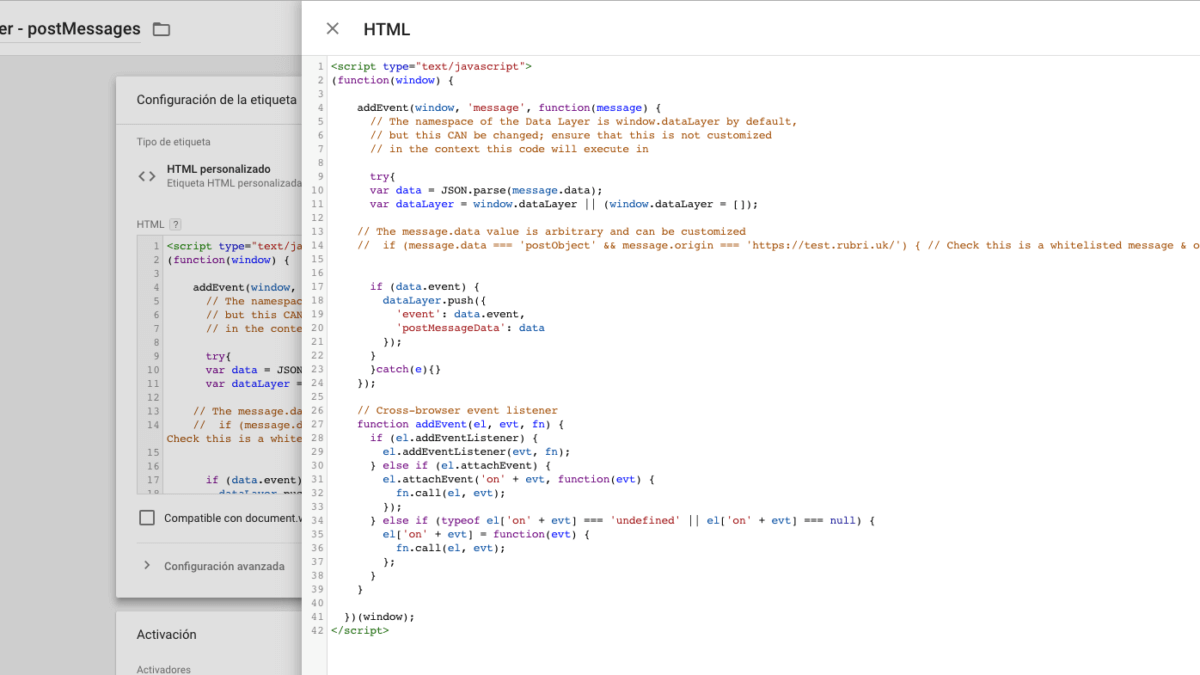 er - postMessages
Configuración de la etiqueta
Tipo de etiqueta
HTML personalizado
Etiqueta HTML personalizada
HTML ?
1 <script type="text/ja
2 (function(window) {
3
4 addEvent(window,
5 // The namespac
6 // but this CAN
7 // in the conte
8
9 try{
10 var data = JSON
11 var dataLayer =
12
13 // The message.da
14 // if (message.d
Check this is a white
15
16
17 if (data.event)
18 dataLayer.pus
Compatible con document.w
Configuración avanzada
Activación
Activadores
HTML
1 <script type="text/javascript">
2 (function(window) {
3
4 addEvent(window, 'message', function(message) {
5 // The namespace of the Data Layer is window.dataLayer by default,
6 // but this CAN be changed; ensure that this is not customized
7 // in the context this code will execute in
8
9 try{
10 var data = JSON.parse(message.data);
11 var dataLayer = window.dataLayer || (window.dataLayer = []);
12
13 // The message.data value is arbitrary and can be customized
14 // if (message.data === 'postObject' && message.origin === 'https://test.rubri.uk/') { // Check this is a whitelisted message & o
15
16
17 if (data.event) {
18 dataLayer.push({
19 'event': data.event,
20 'postMessageData': data
21 });
22 }
23 }catch(e){}
24 });
25
26 // Cross-browser event listener
27 function addEvent(el, evt, fn) {
28 if (el.addEventListener) {
29 el.addEventListener(evt, fn);
30 } else if (el.attachEvent) {
31 el.attachEvent('on' + evt, function(evt) {
32 fn.call(el, evt);
33 });
34 } else if (typeof el['on' + evt] === 'undefined' || el['on' + evt] === null) {
35 el['on' + evt] = function(evt) {
36 fn.call(el, evt);
37 };
38 }
39 }
40
41 })(window);
42 </script>